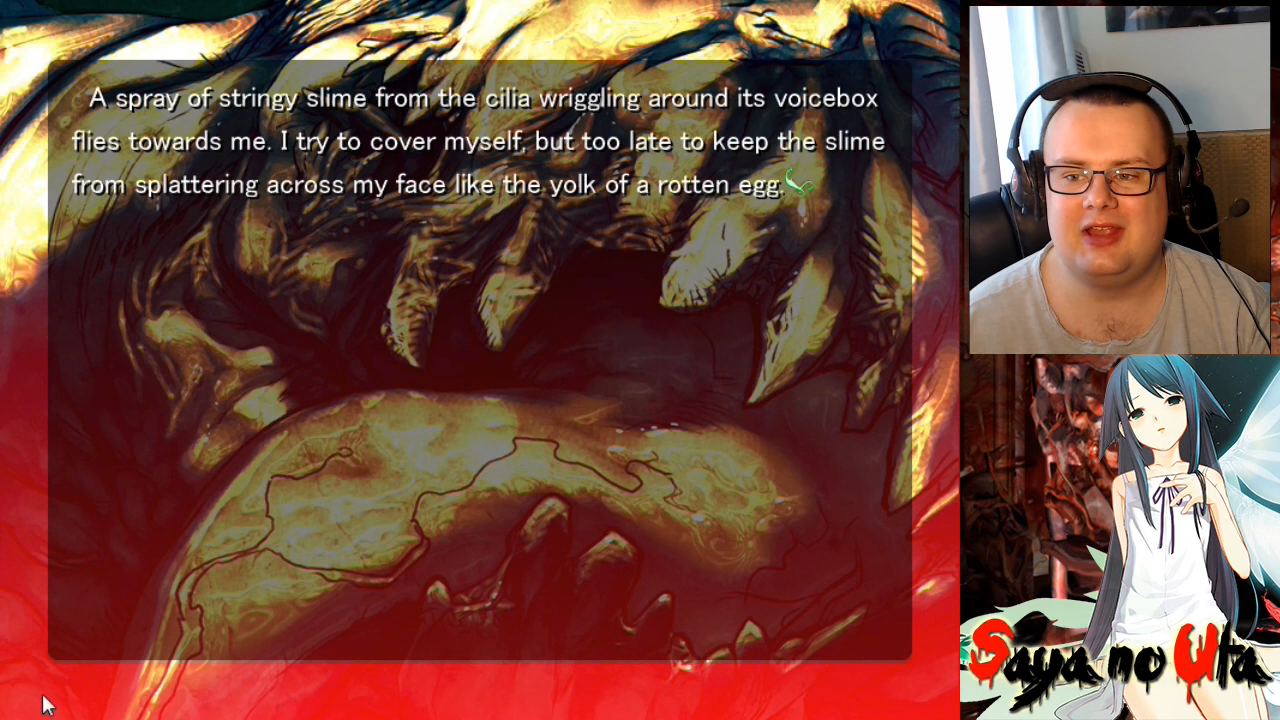 A spray of stringy slime from the cilia wriggling around its voicebox
flies towards me. I try to cover myself, but too late to keep the slime
from splattering across my face like the yolk of a rotten egg.
Saya no Uta